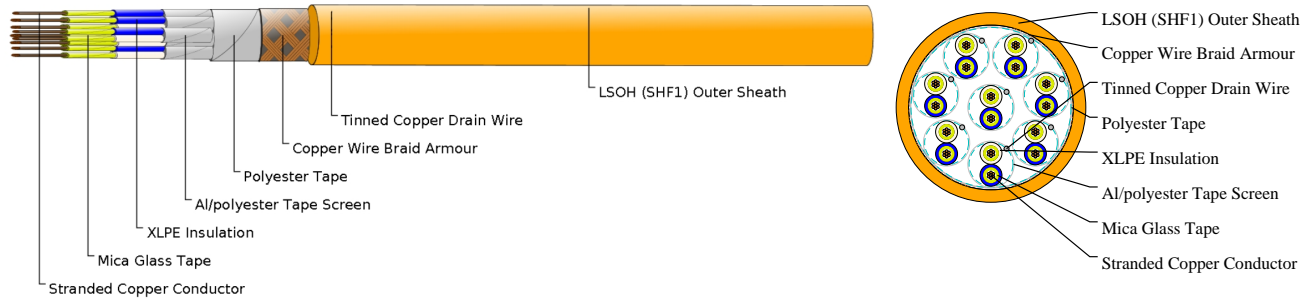 LSOH (SHF1) Outer Sheath
Tinned Copper Drain Wire
Copper Wire Braid Armour
Polyester Tape
Al/polyester Tape Screen
XLPE Insulation
Mica Glass Tape
Stranded Copper Conductor
LSOH (SHF1) Outer Sheath
Copper Wire Braid Armour
Tinned Copper Drain Wire
Polyester Tape
XLPE Insulation
Al/polyester Tape Screen
Mica Glass Tape
Stranded Copper Conductor